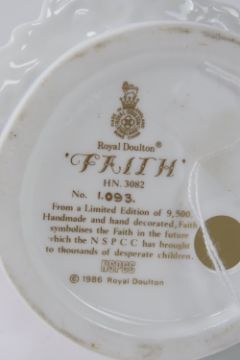 Royal Doulton®
'FAITH'
HN. 3082
No. 1.093.
From a Limited Edition of 9,500.
Handmade and hand decorated, Faith
symbolises the Faith in the future
which the NSPCC has brought
to thousands of desperate children.
NSPCC
© 1986 Royal Doulton